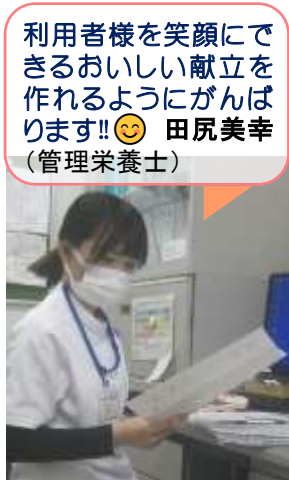 利用者様を笑顔にで
きるおいしい献立を
作れるようにがんば
ります!!😊 田尻美幸
（管理栄養士）